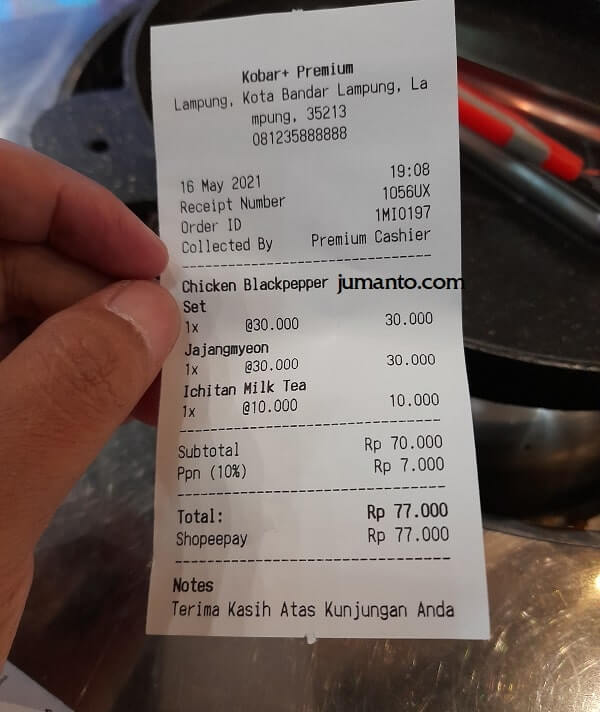 Kobar+ Premium
Lampung, Kota Bandar Lampung, La
mpung, 35213
081235888888
16 May 2021 19:08
Receipt Number 1056UX
Order ID 1MI0197
Collected By Premium Cashier
Chicken Blackpepper jumanto.com
Set
1x @30.000 30.000
Jajangmyeon
1x @30.000 30.000
Ichitan Milk Tea
1x @10.000 10.000
Subtotal Rp 70.000
Ppn (10%) Rp 7.000
Total: Rp 77.000
Shopeepay Rp 77.000
Notes
Terima Kasih Atas Kunjungan Anda